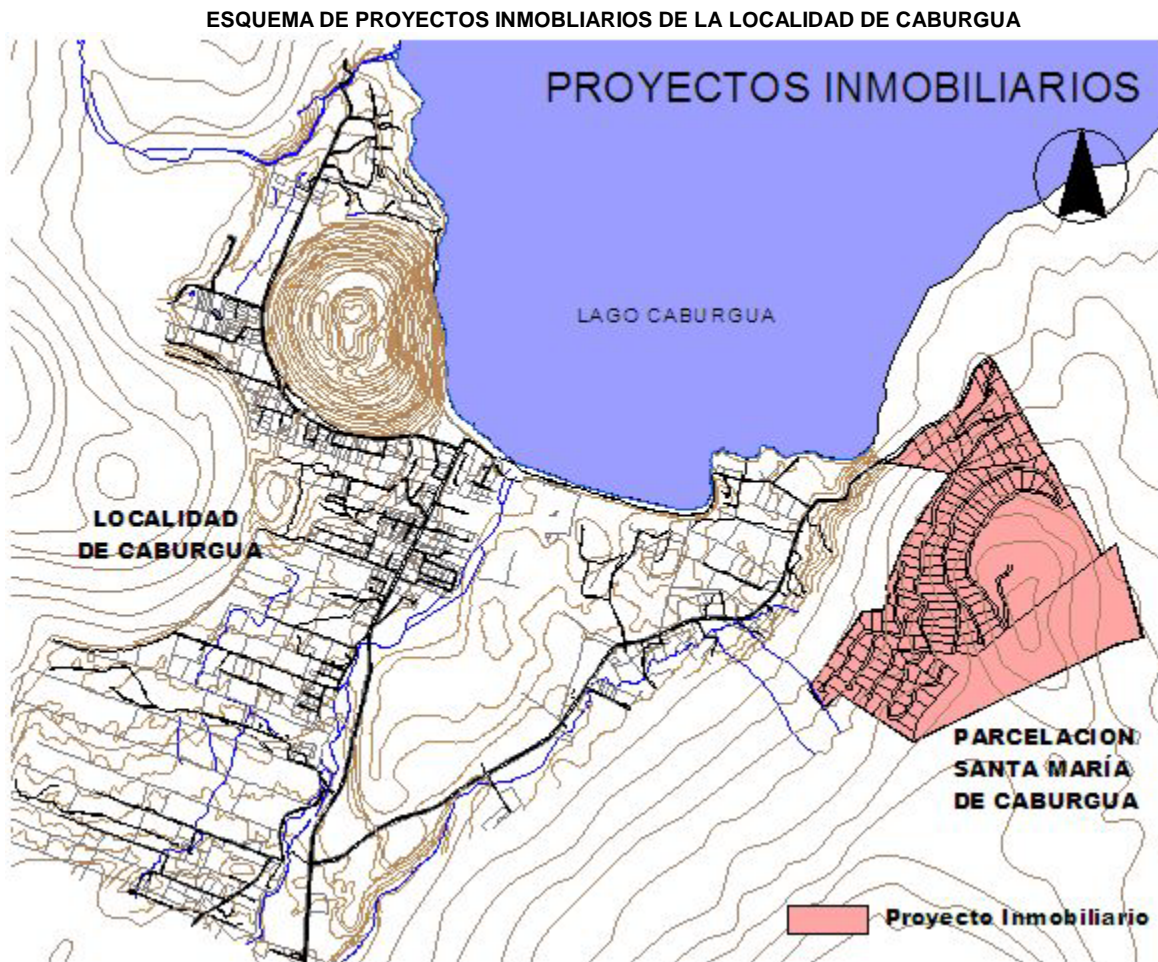 ESQUEMA DE PROYECTOS INMOBLIARIOS DE LA LOCALIDAD DE CABURGUA
PROYECTOS INMOBILIARIOS
LAGO CABURGUA
LOCALIDAD
DE CABURGUA
PARCELACION
SANTA MARÍA
DE CABURGUA
Proyecto Inmobiliario